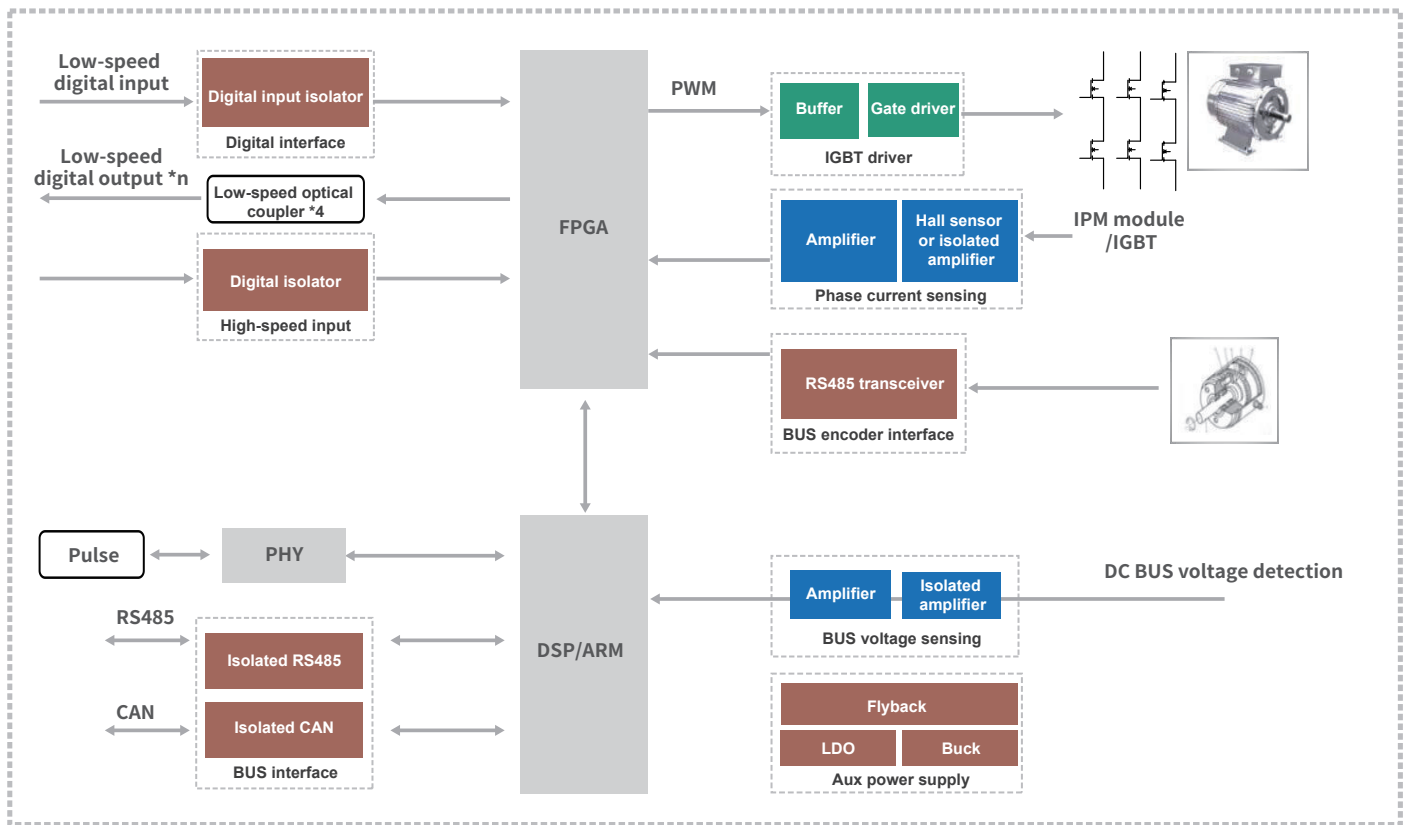 Low-speed
digital input
Digital input isolator
Digital interface
Low-speed
digital output *n
Low-speed optical
coupler *4
Digital isolator
High-speed input
FPGA
PWM
Buffer
Gate driver
IGBT driver
Amplifier
Hall sensor
or isolated
amplifier
Phase current sensing
IPM module
/IGBT
RS485 transceiver
BUS encoder interface
Pulse
PHY
RS485
Isolated RS485
CAN
Isolated CAN
BUS interface
DSP/ARM
Amplifier
Isolated
amplifier
BUS voltage sensing
DC BUS voltage detection
Flyback
LDO
Buck
Aux power supply